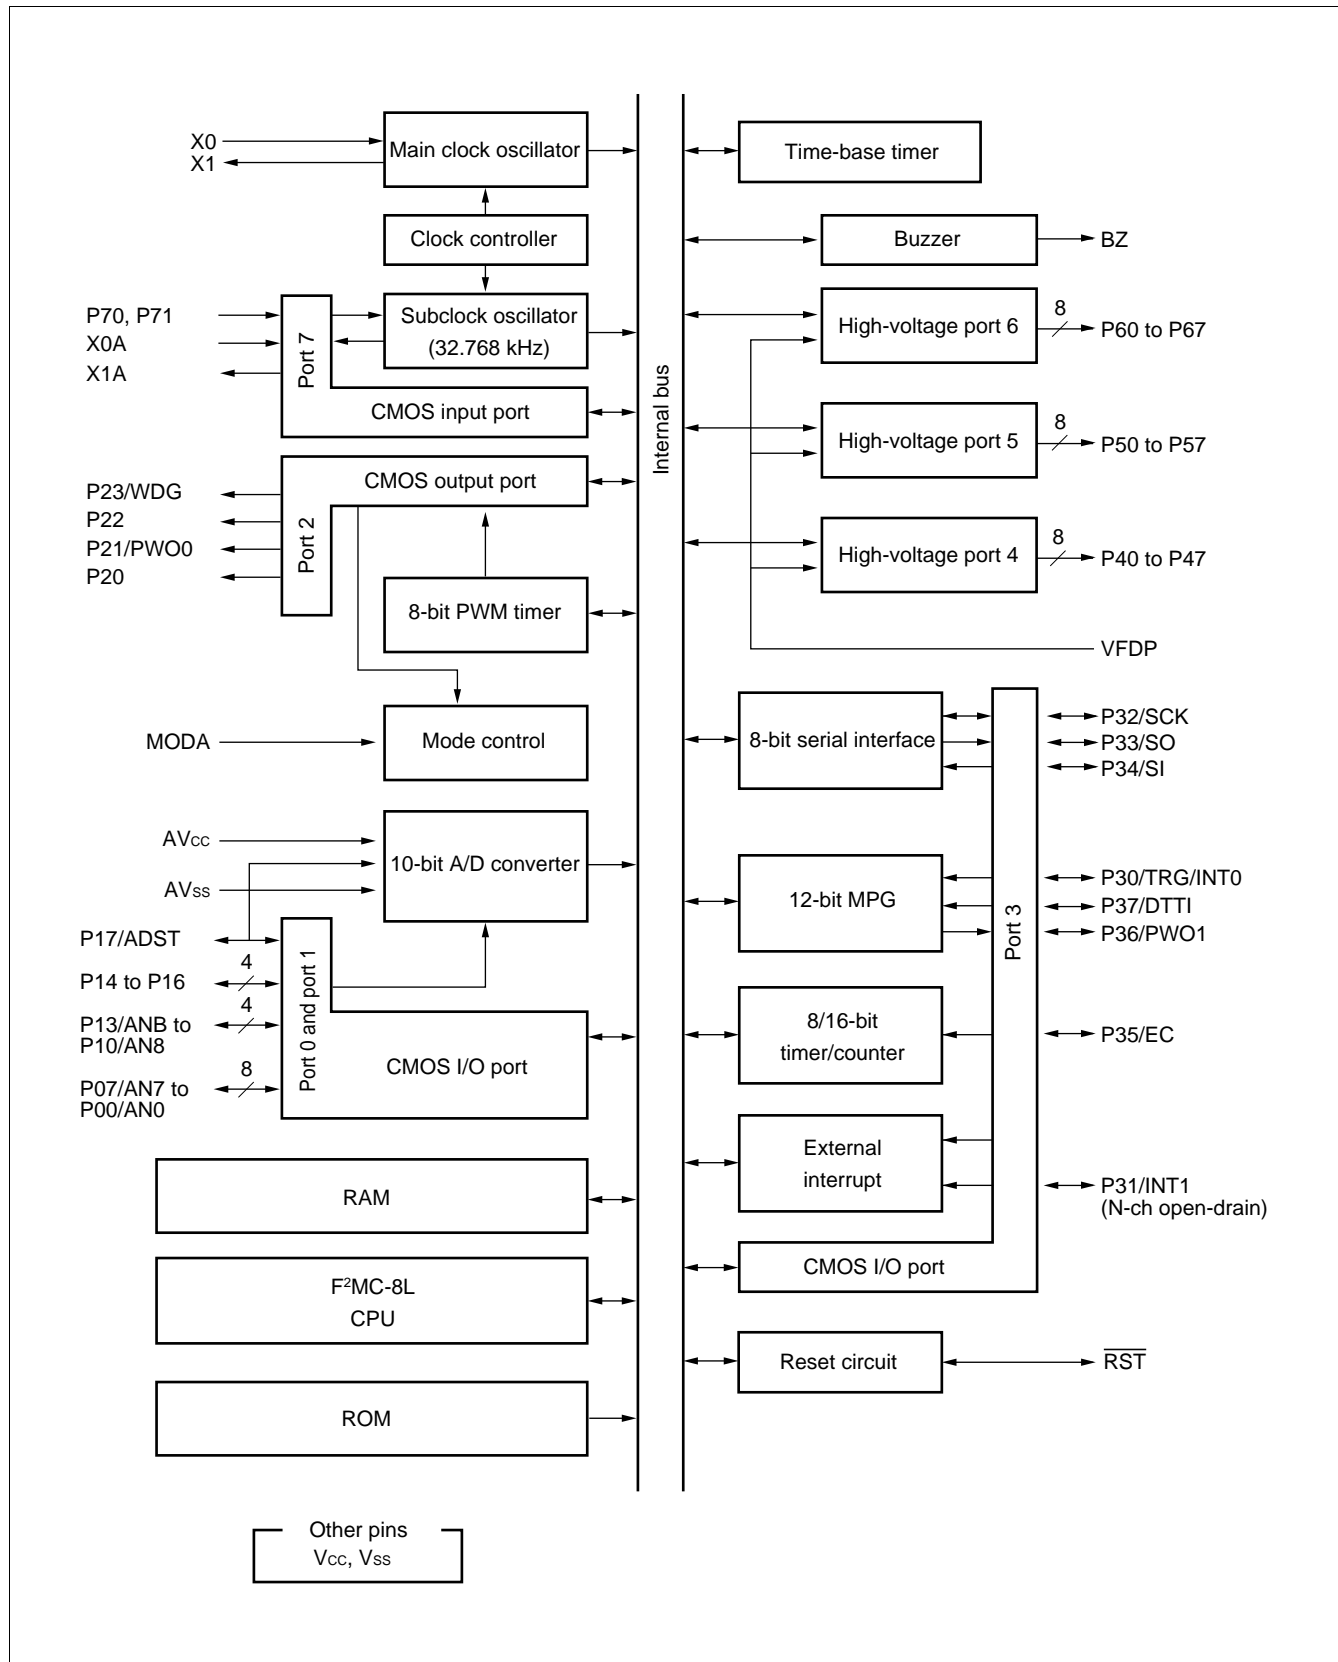 X0
X1
Main clock oscillator
Clock controller
P70, P71
X0A
X1A
Port 7
Subclock oscillator
(32.768 kHz)
CMOS input port
P23/WDG
P22
P21/PWO0
P20
Port 2
CMOS output port
8-bit PWM timer
MODA
Mode control
AVCC
AVSS
10-bit A/D converter
P17/ADST
P14 to P16
4
P13/ANB to
P10/AN8
4
P07/AN7 to
P00/AN0
8
Port 0 and port 1
CMOS I/O port
RAM
F²MC-8L
CPU
ROM
Other pins
VCC, VSS
Internal bus
Time-base timer
Buzzer
BZ
High-voltage port 6
8
P60 to P67
High-voltage port 5
8
P50 to P57
High-voltage port 4
8
P40 to P47
VFDP
8-bit serial interface
P32/SCK
P33/SO
P34/SI
12-bit MPG
Port 3
P30/TRG/INT0
P37/DTTI
P36/PWO1
8/16-bit
timer/counter
P35/EC
External
interrupt
P31/INT1
(N-ch open-drain)
CMOS I/O port
Reset circuit
R̅S̅T̅